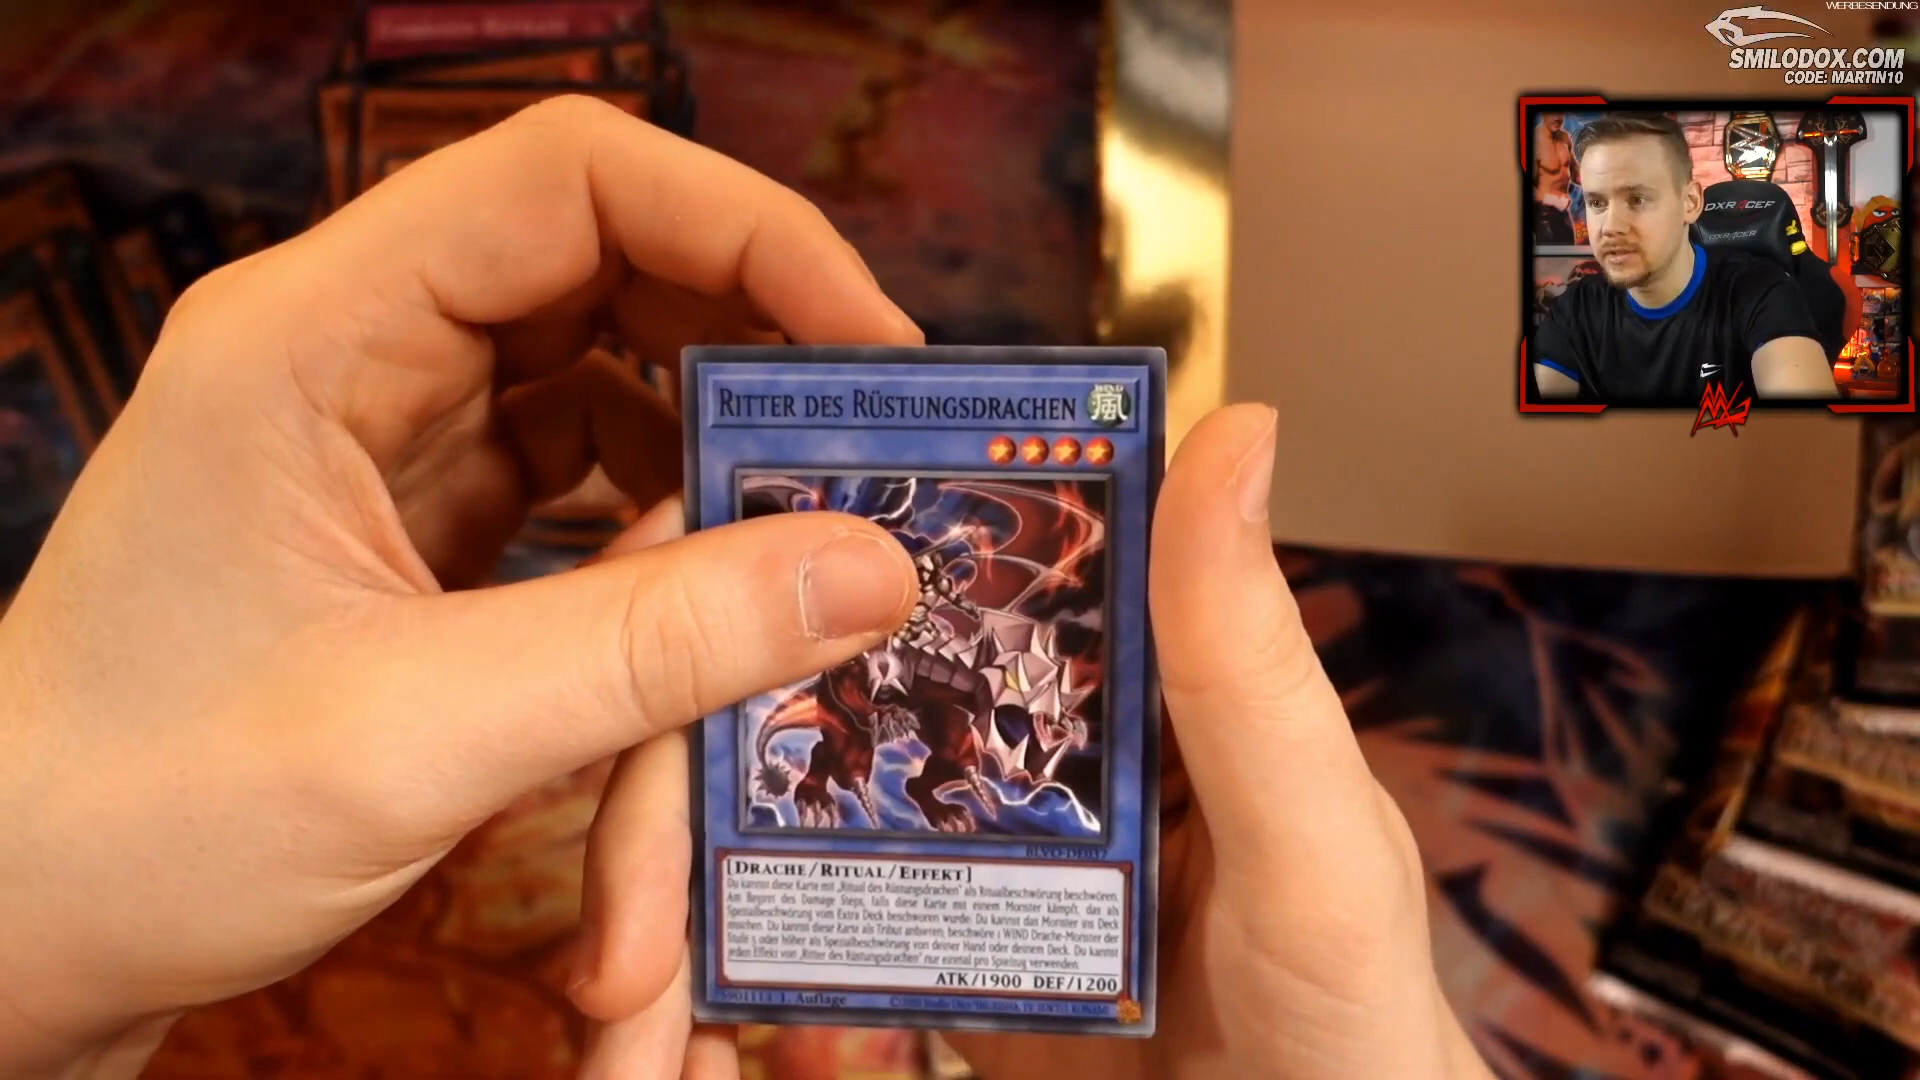 WERBESENDUNG
SMILODOX.COM
CODE: MARTIN10
DXRACER
DXRACER
RITTER DES RÜSTUNGSDRACHEN
WIND
風
BLVO-DE037
[DRACHE/RITUAL/EFFEKT]
Du kannst diese Karte mit „Ritual des Rüstungsdrachen" als Ritualbeschwörung beschwören.
Am Beginn des Damage Steps, falls diese Karte mit einem Monster kämpft, das als
Spezialbeschwörung vom Extra Deck beschworen wurde: Du kannst das Monster ins Deck
mischen. Du kannst diese Karte als Tribut anbieten; beschwöre 1 WIND Drache-Monster der
Stufe 5 oder höher als Spezialbeschwörung von deiner Hand oder deinem Deck. Du kannst
jeden Effekt von „Ritter des Rüstungsdrachen" nur einmal pro Spielzug verwenden.
ATK/1900 DEF/1200
1. Auflage